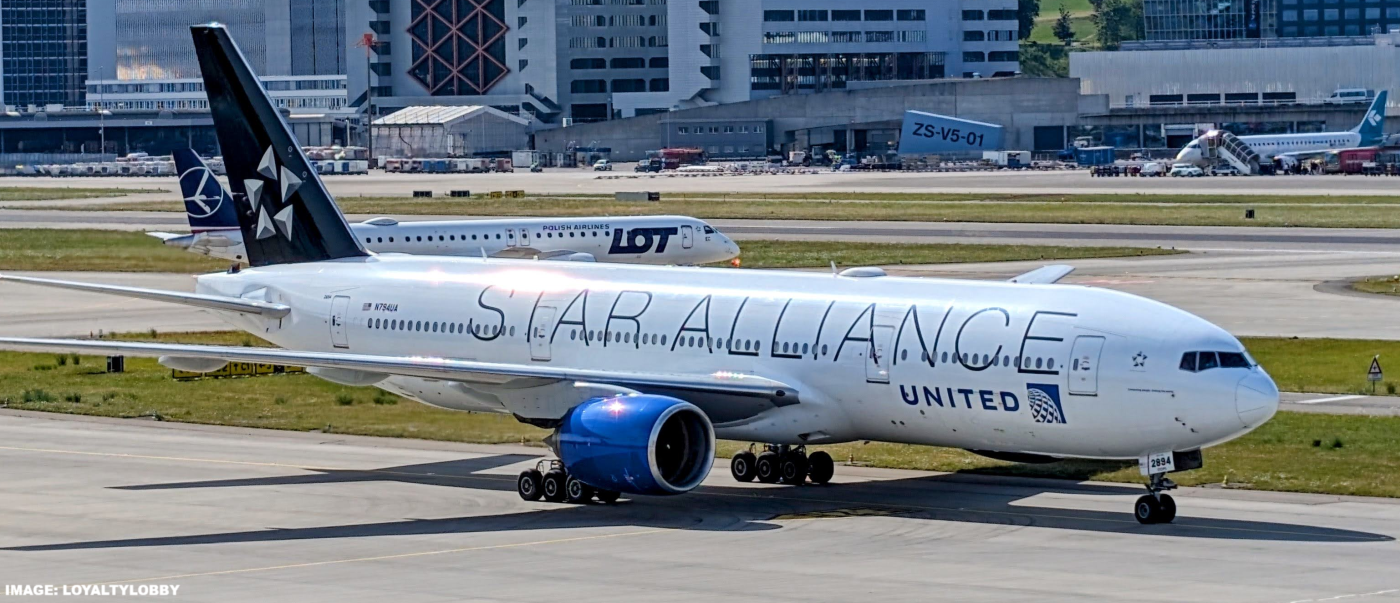 ZS-V5-01
POLISH AIRLINES
LOT
N794UA
STAR ALLIANCE
UNITED
2894
IMAGE: LOYALTYLOBBY